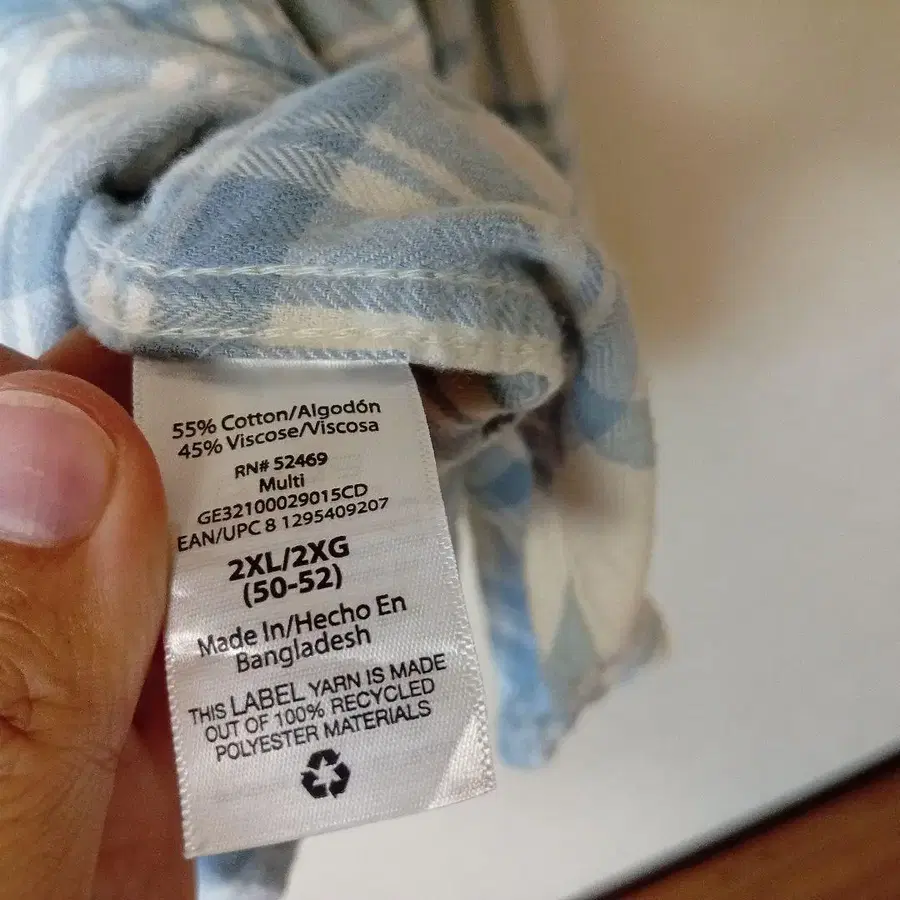 55% Cotton/Algodón
45% Viscose/Viscosa
RN# 52469
Multi
GE32100029015CD
EAN/UPC 8 1295409207
2XL/2XG
(50-52)
Made In/Hecho En
Bangladesh
THIS LABEL YARN IS MADE
OUT OF 100% RECYCLED
POLYESTER MATERIALS